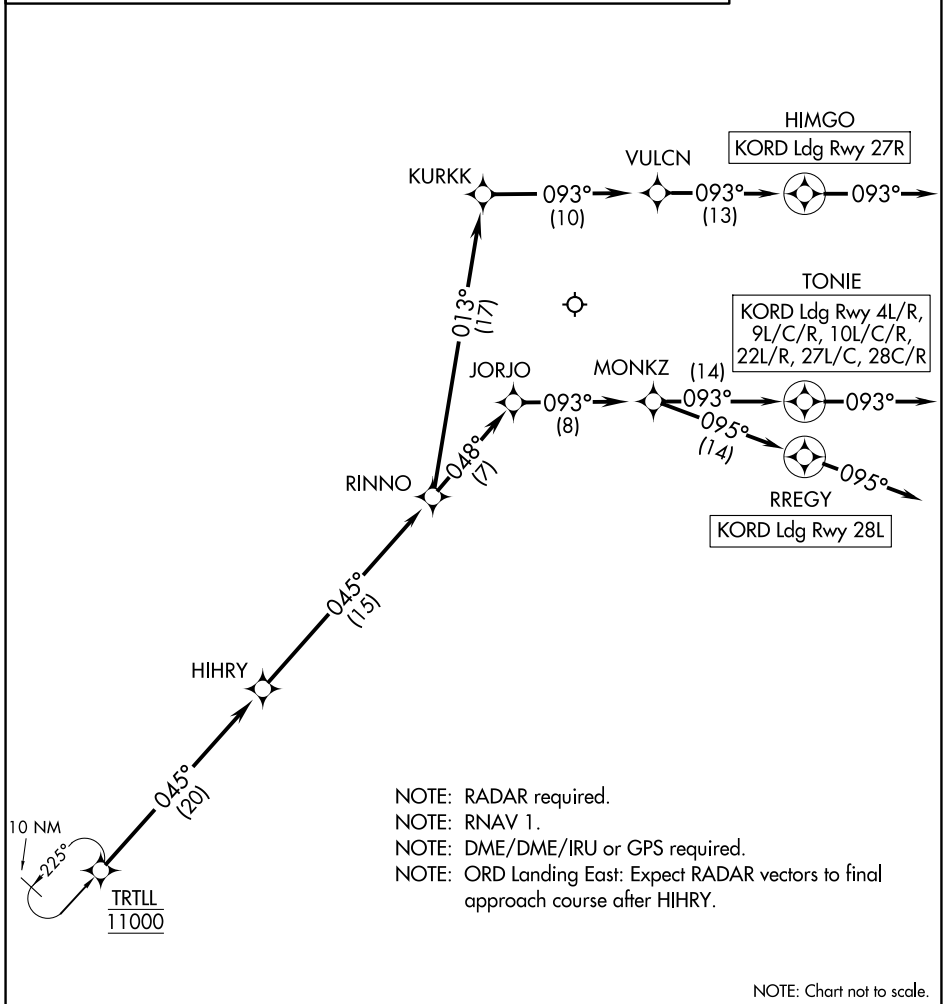 HIMGO
KORD Ldg Rwy 27R
VULCN
KURKK
093°
(10)
093°
(13)
093°
013°
(17)
TONIE
KORD Ldg Rwy 4L/R,
9L/C/R, 10L/C/R,
22L/R, 27L/C, 28C/R
JORJO
MONKZ
(14)
093°
(8)
093°
093°
095°
(14)
048°
(7)
RINNO
095°
RREGY
KORD Ldg Rwy 28L
045°
(15)
HIHRY
045°
(20)
10 NM
225°
TRTLL
11000
NOTE: RADAR required.
NOTE: RNAV 1.
NOTE: DME/DME/IRU or GPS required.
NOTE: ORD Landing East: Expect RADAR vectors to final
approach course after HIHRY.
NOTE: Chart not to scale.